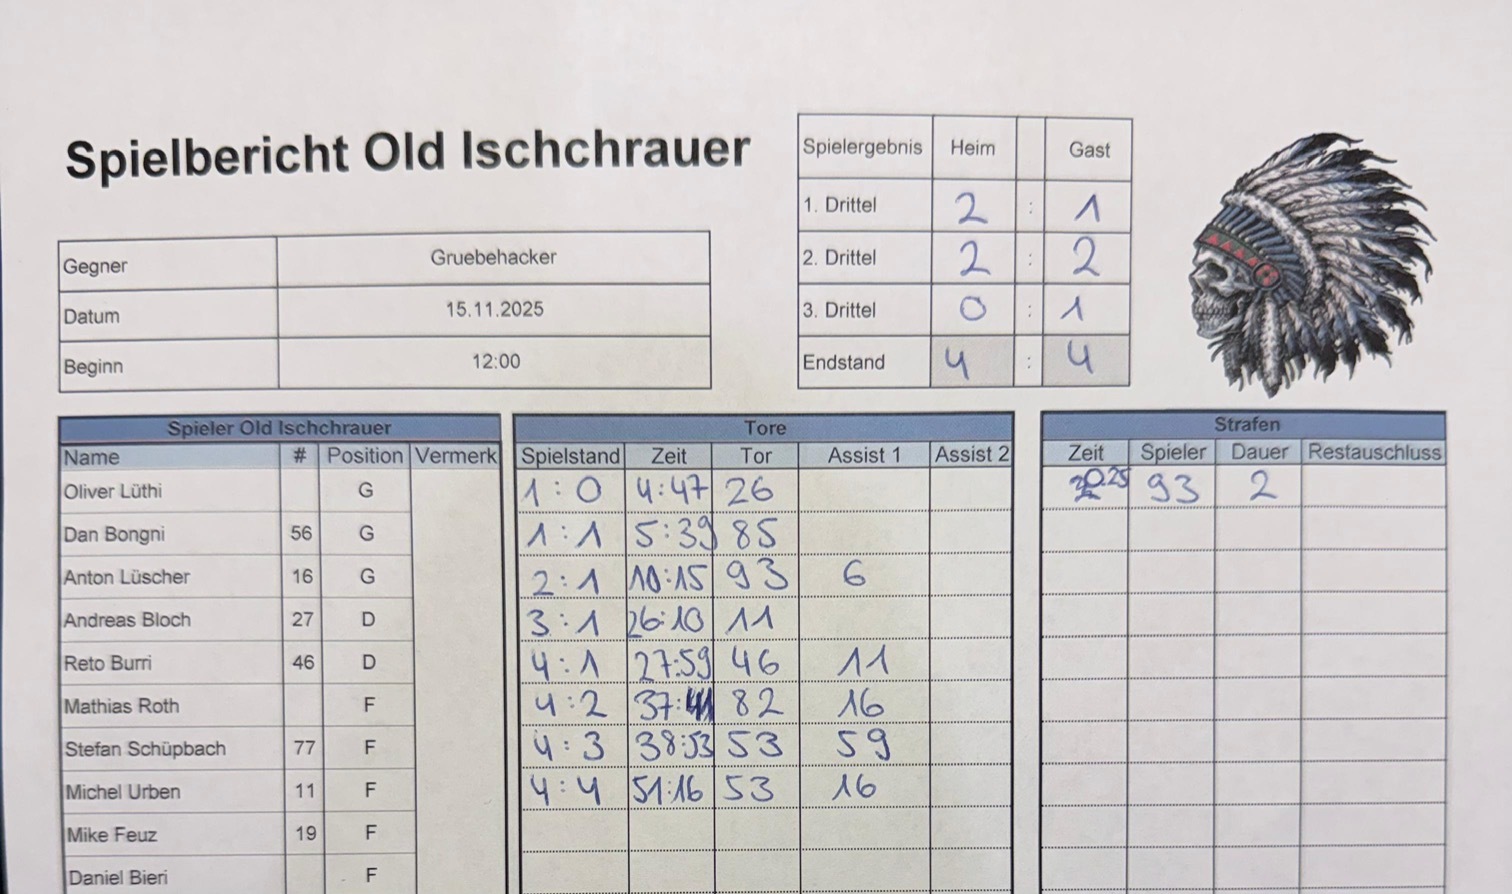 Spielbericht Old Ischchrauer
Spielergebnis Heim Gast
1. Drittel 2 : 1
2. Drittel 2 : 2
3. Drittel 0 : 1
Endstand 4 : 4
Gegner Gruebehacker
Datum 15.11.2025
Beginn 12:00
Spieler Old Ischchrauer
Name # Position Vermerk
Oliver Lüthi G
Dan Bongni 56 G
Anton Lüscher 16 G
Andreas Bloch 27 D
Reto Burri 46 D
Mathias Roth F
Stefan Schüpbach 77 F
Michel Urben 11 F
Mike Feuz 19 F
Daniel Bieri F
Tore
Spielstand Zeit Tor Assist 1 Assist 2
1 : 0 4:47 26
1 : 1 5:39 85
2 : 1 10:15 93 6
3 : 1 26:10 11
4 : 1 27:59 46 11
4 : 2 82 16
4 : 3 38:53 53 59
4 : 4 51:16 53 16
Strafen
Zeit Spieler Dauer Restauschluss
93 2